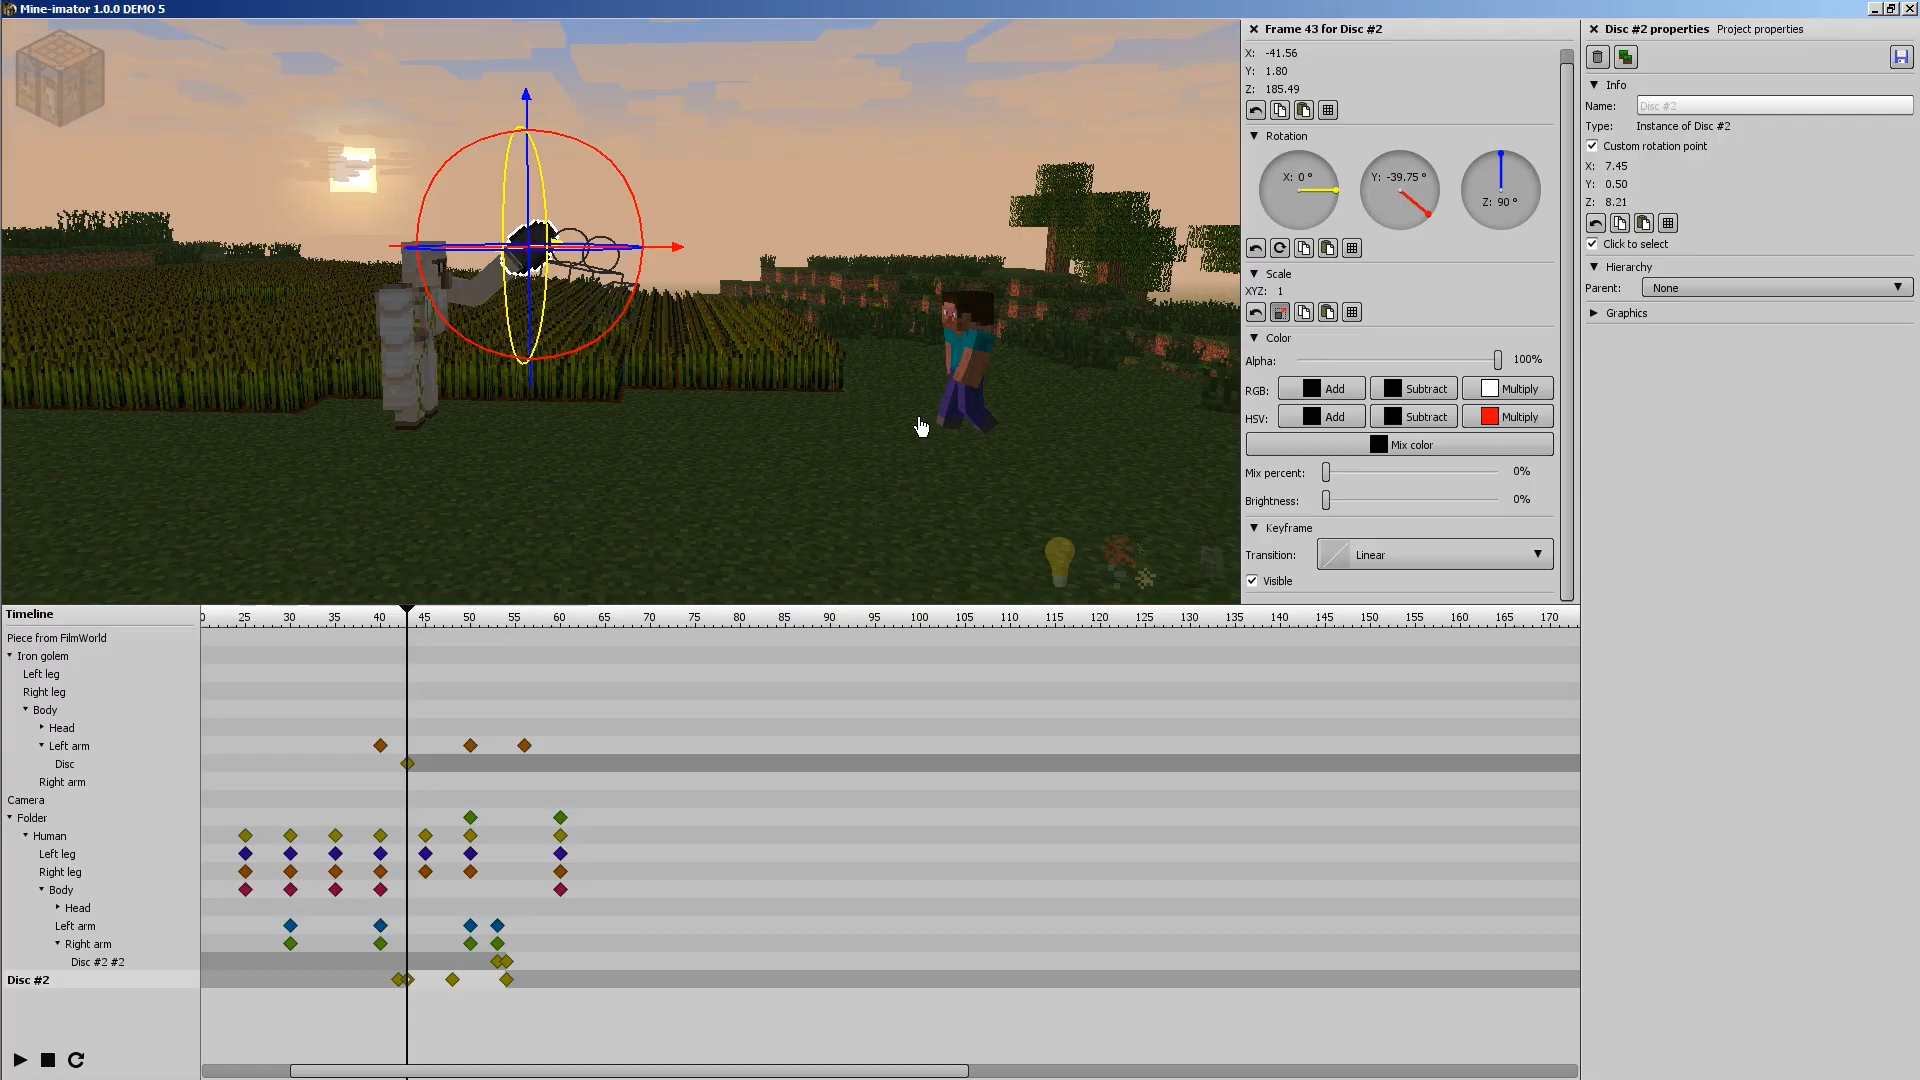 Mine-imator 1.0.0 DEMO 5
Frame 43 for Disc #2
X: -41.56
Y: 1.80
Z: 185.49
Rotation
X: 0 ° Y: -39.75 ° Z: 90 °
Scale
XYZ: 1
Color
Alpha: 100%
RGB: Add Subtract Multiply
HSV: Add Subtract Multiply
Mix color
Mix percent: 0%
Brightness: 0%
Keyframe
Transition: Linear
Visible
Disc #2 properties Project properties
Info
Name: Disc #2
Type: Instance of Disc #2
Custom rotation point
X: 7.45
Y: 0.50
Z: 8.21
Click to select
Hierarchy
Parent: None
Graphics
Timeline
0 25 30 35 40 45 50 55 60 65 70 75 80 85 90 95 100 105 110 115 120 125 130 135 140 145 150 155 160 165 170
Piece from FilmWorld
Iron golem
Left leg
Right leg
Body
Head
Left arm
Disc
Right arm
Camera
Folder
Human
Left leg
Right leg
Body
Head
Left arm
Right arm
Disc #2 #2
Disc #2